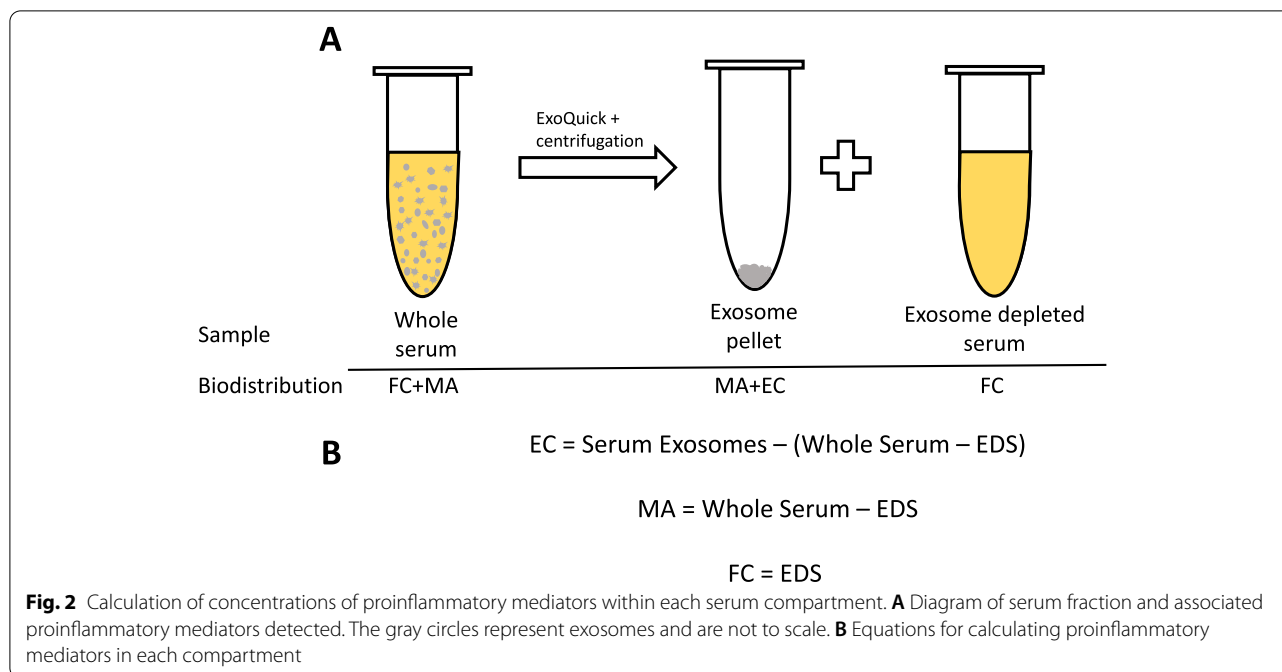 A
ExoQuick +
centrifugation
Sample
Whole
serum
Exosome
pellet
Exosome depleted
serum
Biodistribution FC+MA MA+EC FC
B
EC = Serum Exosomes – (Whole Serum – EDS)
MA = Whole Serum – EDS
FC = EDS
Fig. 2 Calculation of concentrations of proinflammatory mediators within each serum compartment. A Diagram of serum fraction and associated
proinflammatory mediators detected. The gray circles represent exosomes and are not to scale. B Equations for calculating proinflammatory
mediators in each compartment